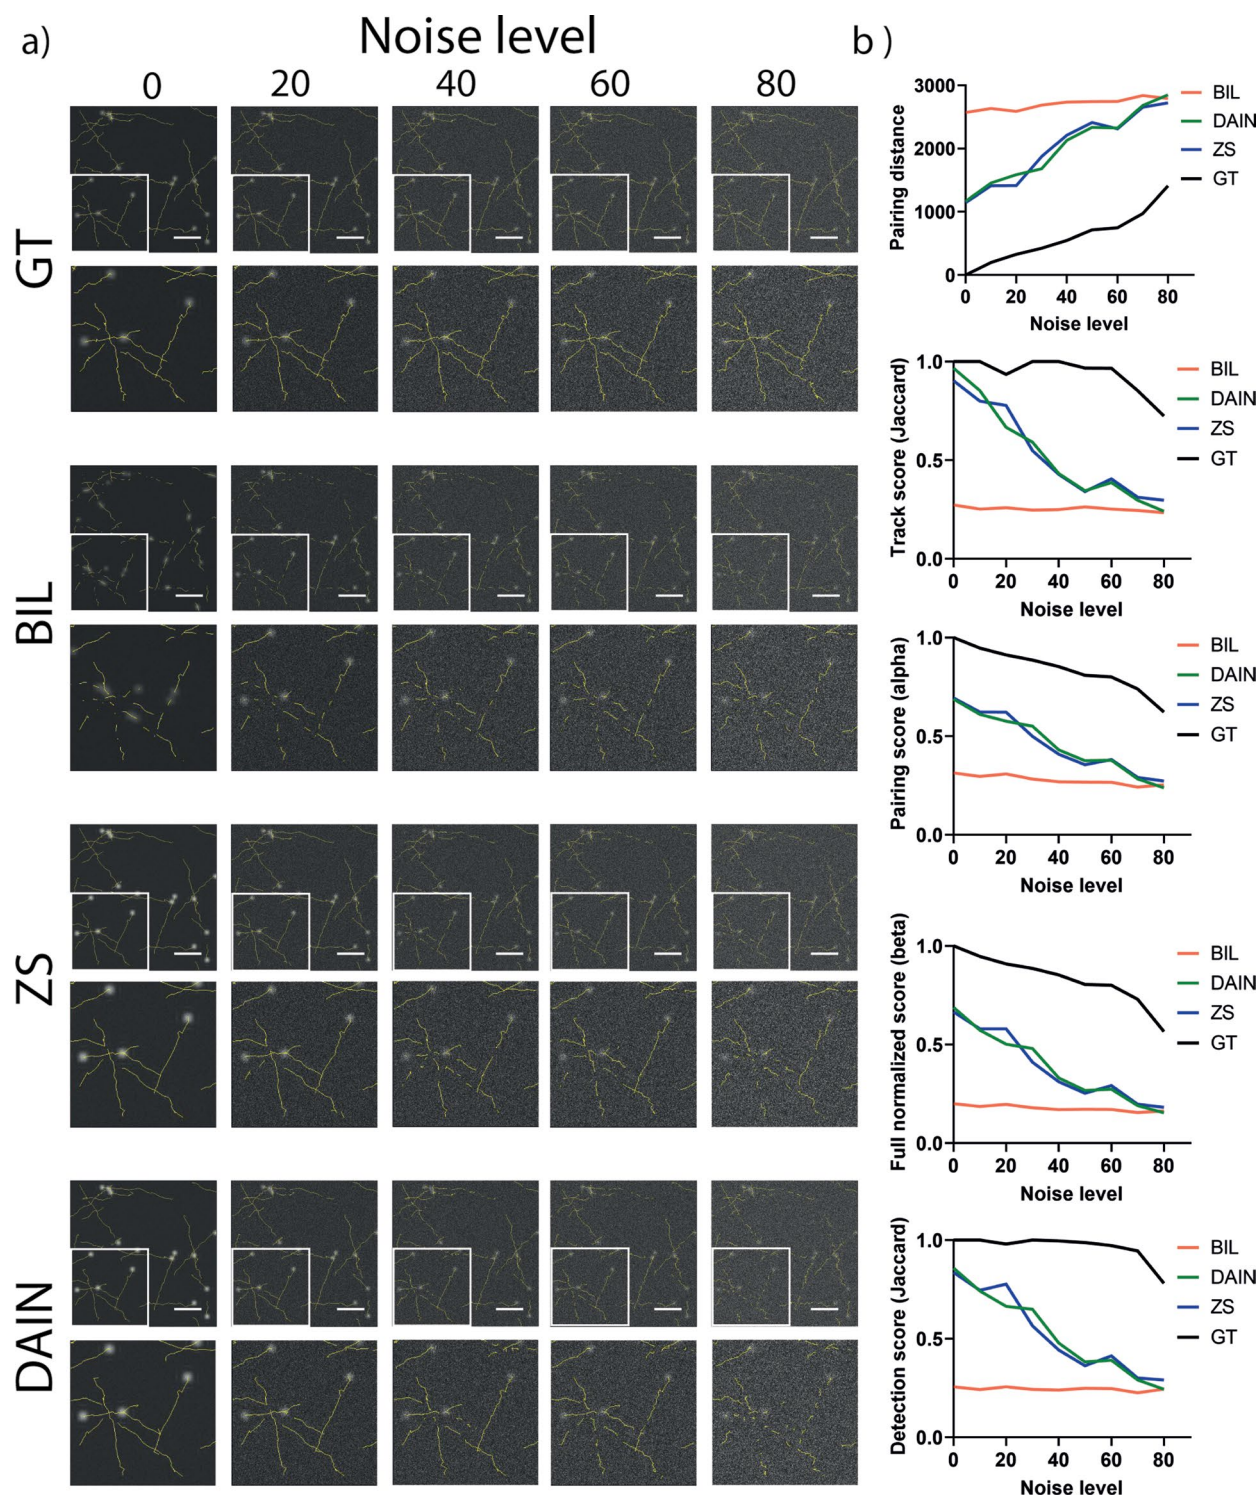 a)
Noise level
0 20 40 60 80
GT
BIL
ZS
DAIN
b )
Pairing distance
3000
2000
1000
0
0 20 40 60 80
Noise level
BIL
DAIN
ZS
GT
Track score (Jaccard)
1.0
0.5
0.0
0 20 40 60 80
Noise level
BIL
DAIN
ZS
GT
Pairing score (alpha)
1.0
0.5
0.0
0 20 40 60 80
Noise level
BIL
DAIN
ZS
GT
Full normalized score (beta)
1.0
0.5
0.0
0 20 40 60 80
Noise level
BIL
DAIN
ZS
GT
Detection score (Jaccard)
1.0
0.5
0.0
0 20 40 60 80
Noise level
BIL
DAIN
ZS
GT